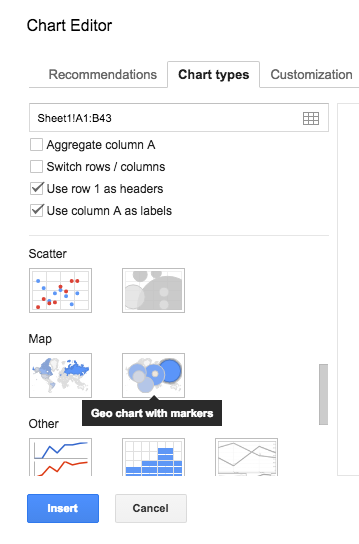 Chart Editor
Recommendations Chart types Customization
Sheet1!A1:B43
Aggregate column A
Switch rows / columns
Use row 1 as headers
Use column A as labels
Scatter
Map
Geo chart with markers
Other
Insert Cancel